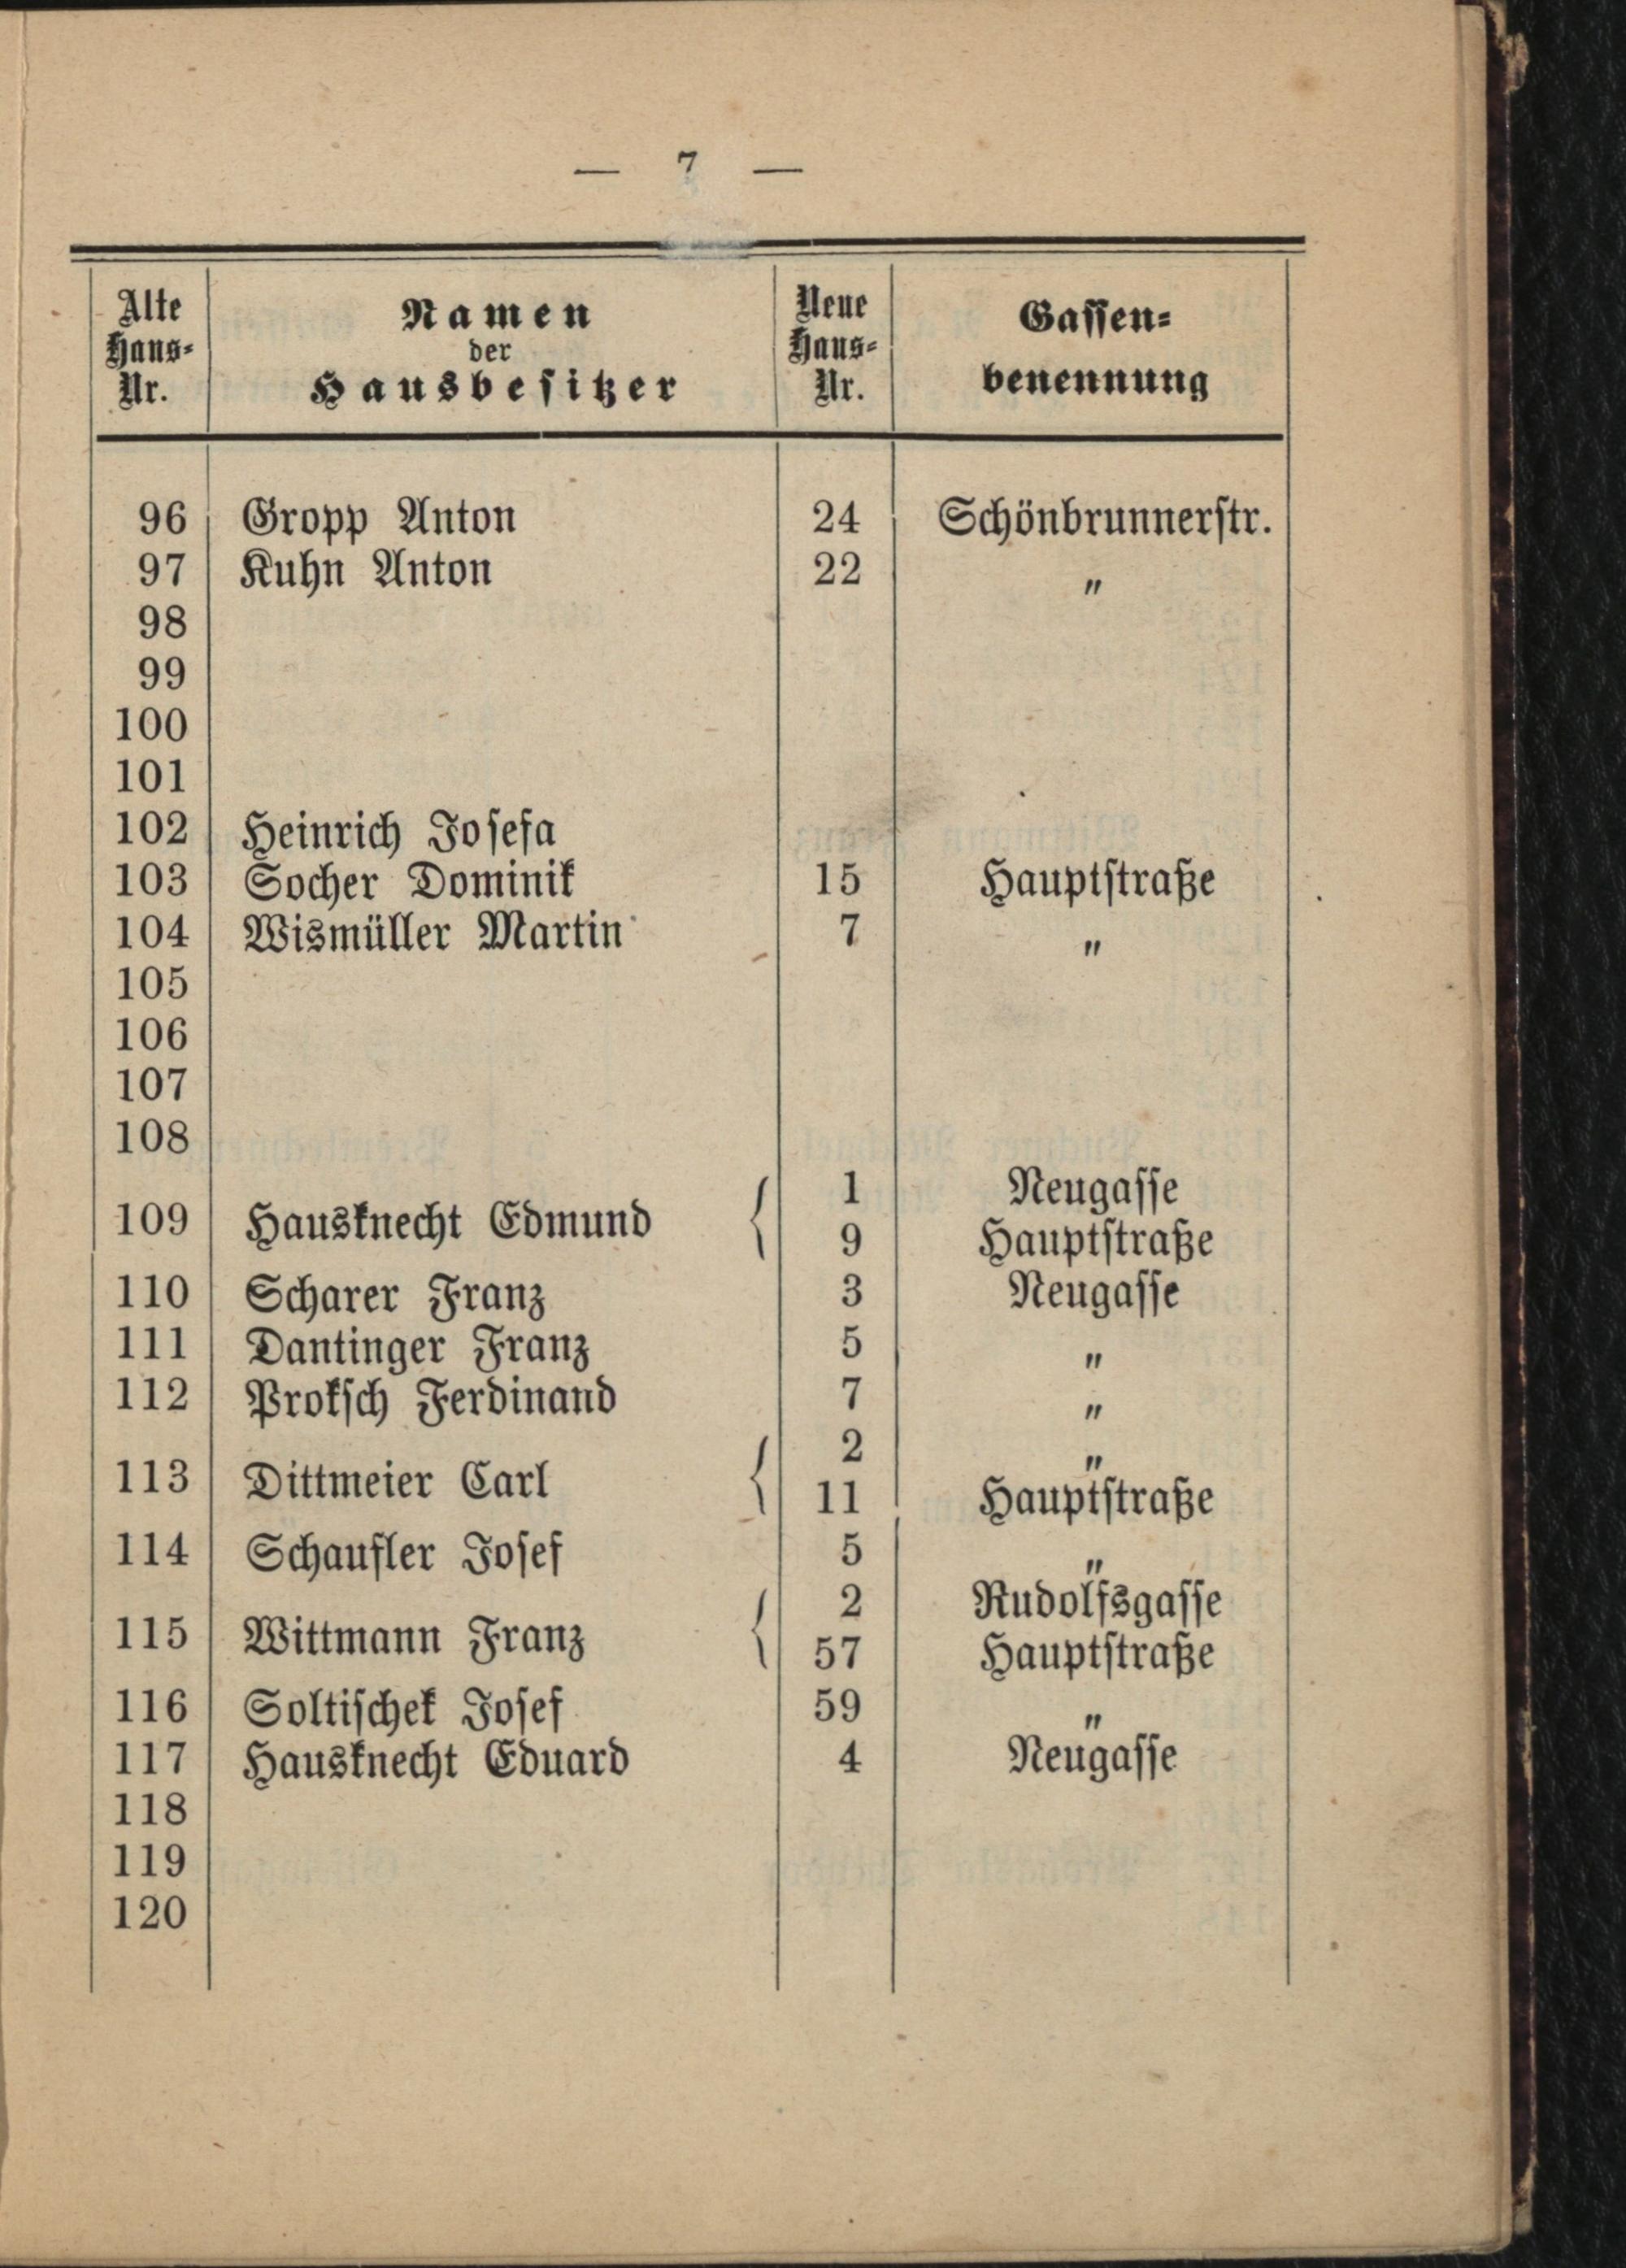 — 7 —
Alte Haus-Nr. Namen der Hausbesitzer Neue Haus-Nr. Gassen-benennung
96 Gropp Anton 24 Schönbrunnerstr.
97 Kuhn Anton 22 "
98
99
100
101
102 Heinrich Josefa
103 Socher Dominik 15 Hauptstraße
104 Wismüller Martin 7 "
105
106
107
108
1 Neugasse
109 Hausknecht Edmund {
9 Hauptstraße
110 Scharer Franz 3 Neugasse
111 Dantinger Franz 5 "
112 Proksch Ferdinand 7 "
2 "
113 Dittmeier Carl {
11 Hauptstraße
114 Schaufler Josef 5 "
2 Rudolfsgasse
115 Wittmann Franz {
57 Hauptstraße
116 Soltischek Josef 59 "
117 Hausknecht Eduard 4 Neugasse
118
119
120